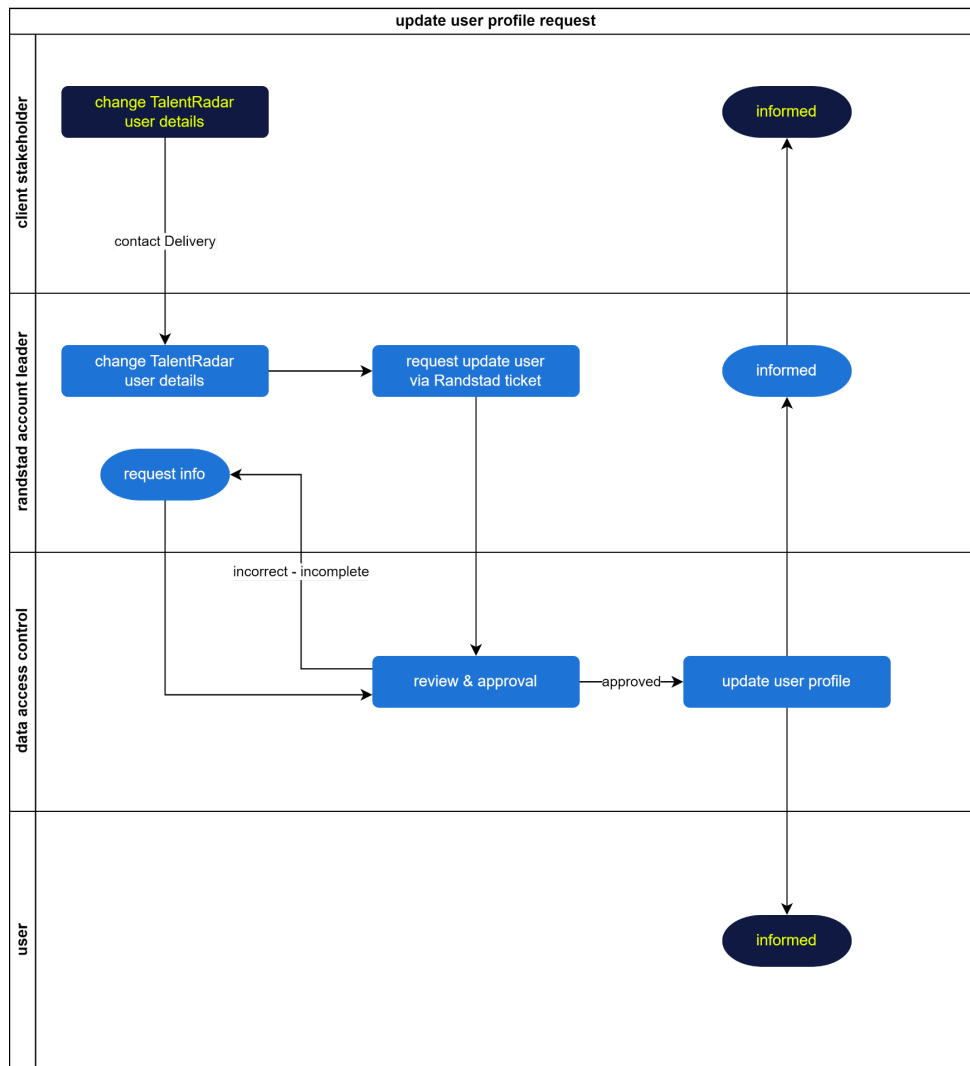 update user profile request
client stakeholder
change TalentRadar
user details
informed
contact Delivery
randstad account leader
change TalentRadar
user details
request update user
via Randstad ticket
informed
request info
incorrect - incomplete
data access control
review & approval
approved
update user profile
user
informed